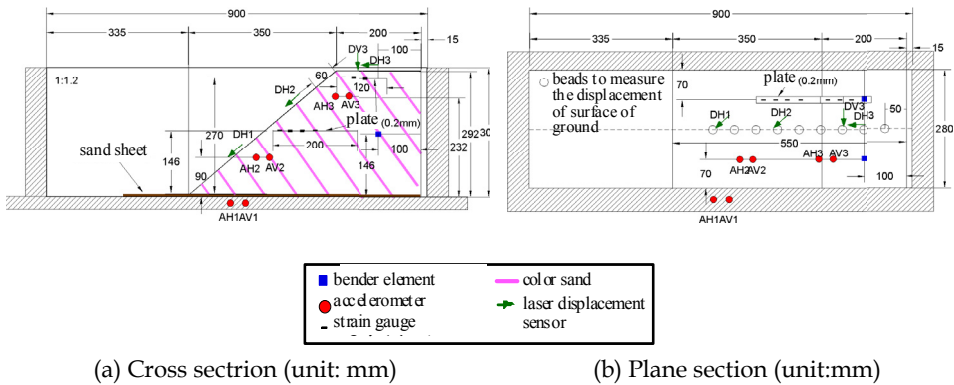 900
335
350
200
100
15
DV3
DH3
1:1.2
60
120
DH2
AH3
AV3
plate (0.2mm)
270
DH1
200
292
232
100
sand sheet
146
146
AH2
AV2
90
AH1AV1
900
335
350
200
15
beads to measure
the displacement
of surface of
ground
70
plate (0.2mm)
DV3
DH3
50
DH1
DH2
280
550
AH3
AV3
AH2AV2
70
100
AH1AV1
bender element
color sand
accelerometer
laser displacement
strain gauge
sensor
(a) Cross sectrion (unit: mm)
(b) Plane section (unit:mm)